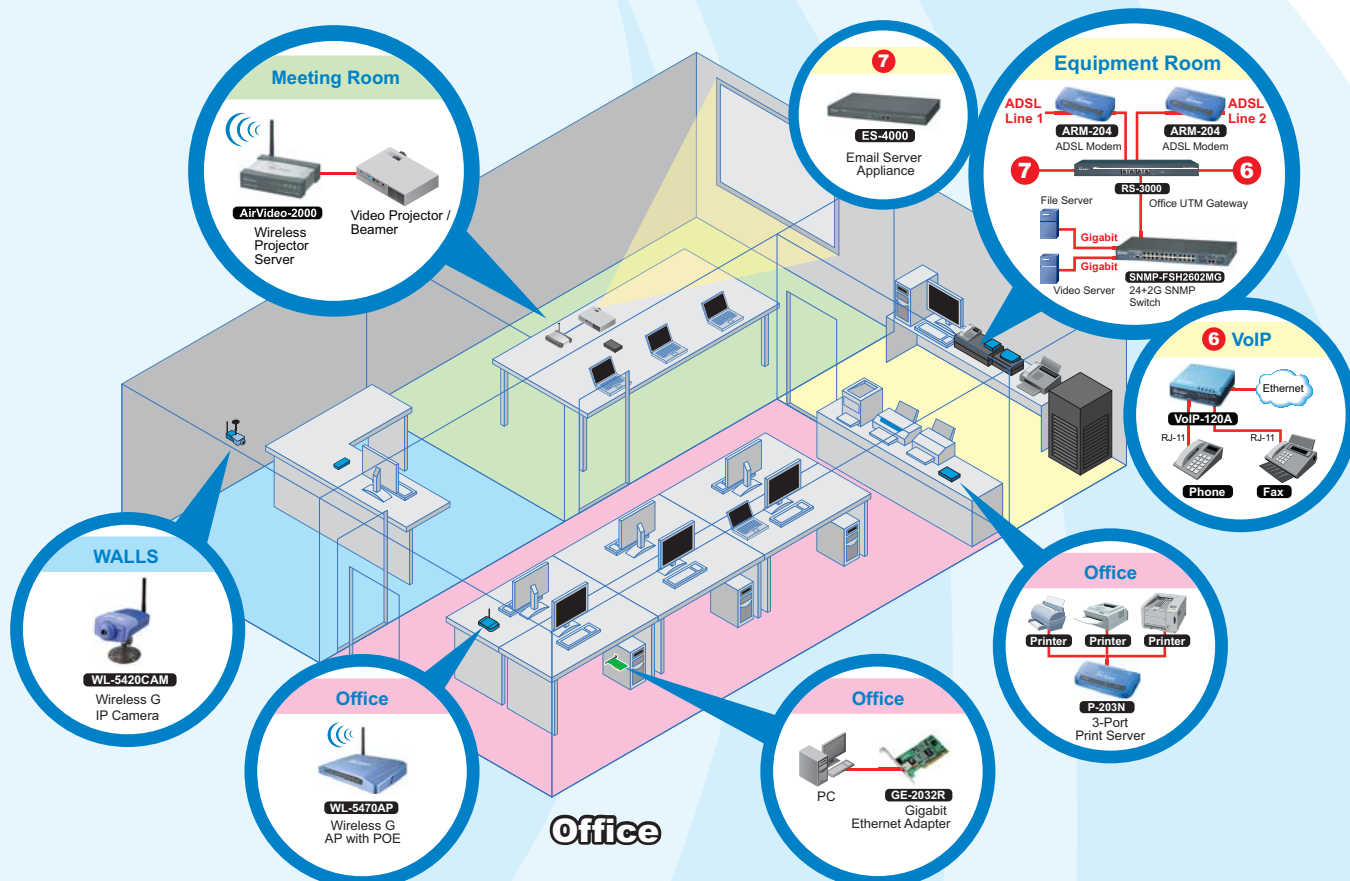 Meeting Room
AirVideo-2000
Wireless
Projector
Server
Video Projector /
Beamer
7
ES-4000
Email Server
Appliance
Equipment Room
ADSL
Line 1
ADSL
Line 2
ARM-204
ADSL Modem
ARM-204
ADSL Modem
7
6
RS-3000
Office UTM Gateway
File Server
Gigabit
Gigabit
Video Server
SNMP-FSH2602MG
24+2G SNMP
Switch
6 VoIP
Ethernet
VoIP-120A
RJ-11
RJ-11
Phone
Fax
WALLS
WL-5420CAM
Wireless G
IP Camera
Office
WL-5470AP
Wireless G
AP with POE
Office
PC
GE-2032R
Gigabit
Ethernet Adapter
Office
Printer
Printer
Printer
P-203N
3-Port
Print Server
Office